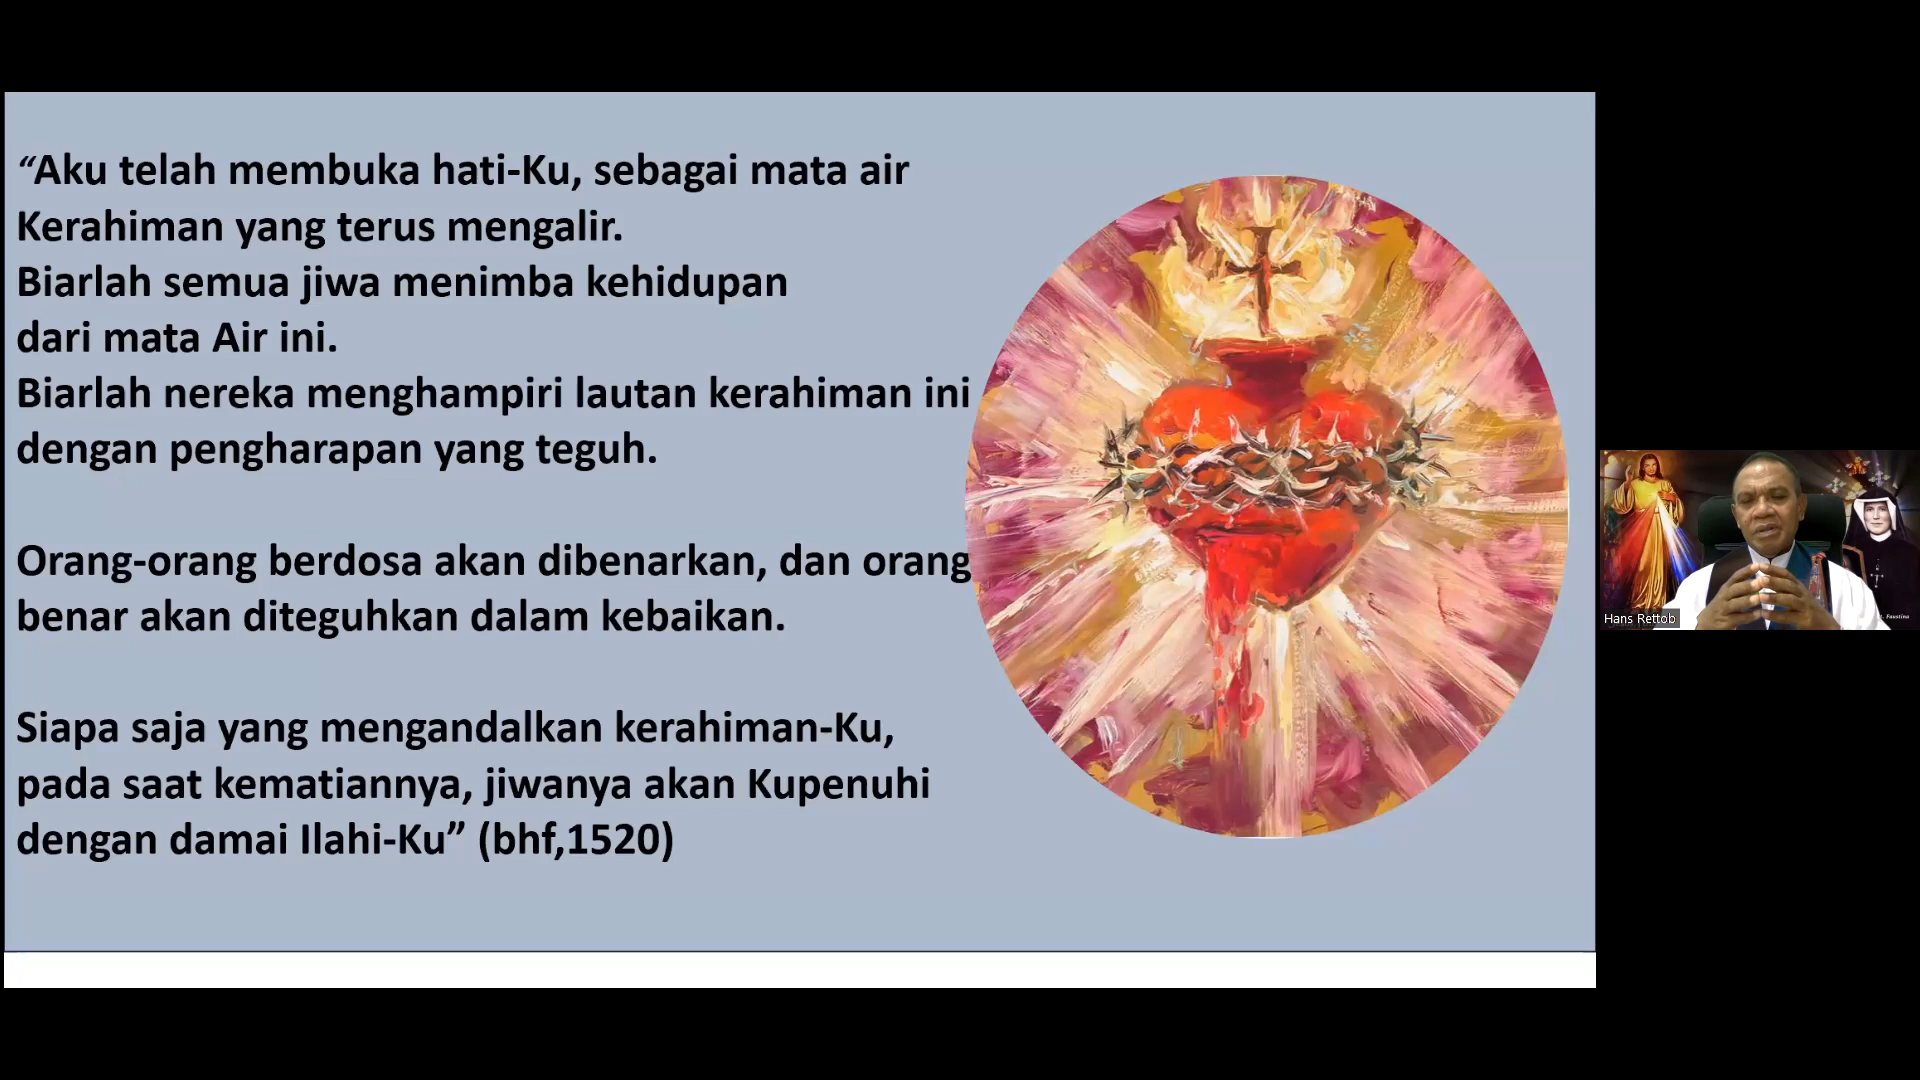 “Aku telah membuka hati-Ku, sebagai mata air
Kerahiman yang terus mengalir.
Biarlah semua jiwa menimba kehidupan
dari mata Air ini.
Biarlah nereka menghampiri lautan kerahiman ini
dengan pengharapan yang teguh.
Orang-orang berdosa akan dibenarkan, dan orang
benar akan diteguhkan dalam kebaikan.
Siapa saja yang mengandalkan kerahiman-Ku,
pada saat kematiannya, jiwanya akan Kupenuhi
dengan damai Ilahi-Ku” (bhf,1520)
Hans Rettob
Faustina